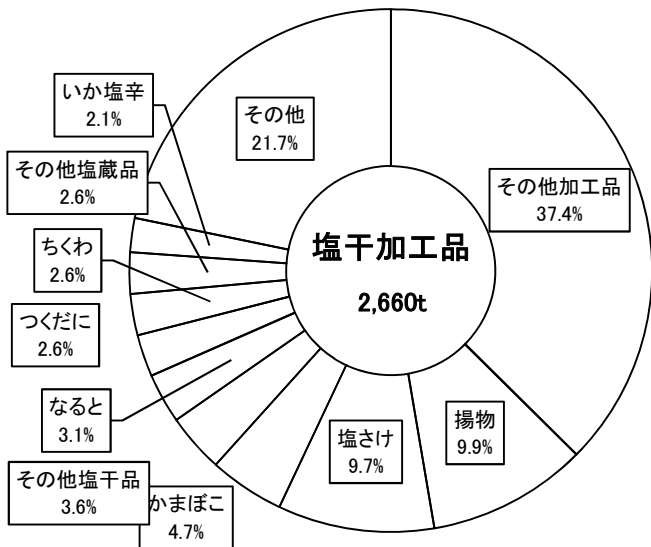 いか塩辛
2.1%
その他
21.7%
その他塩蔵品
2.6%
その他加工品
37.4%
ちくわ
2.6%
塩干加工品
2,660t
つくだに
2.6%
なると
3.1%
塩さけ
9.7%
揚物
9.9%
その他塩干品
3.6%
かまぼこ
4.7%